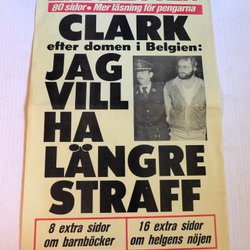 80 sidor • Mer läsning för pengarna
CLARK
efter domen i Belgien:
JAG
VILL
HA
LÄNGRE
STRAFF
8 extra sidor
om barnböcker
16 extra sidor
om helgens nöjen